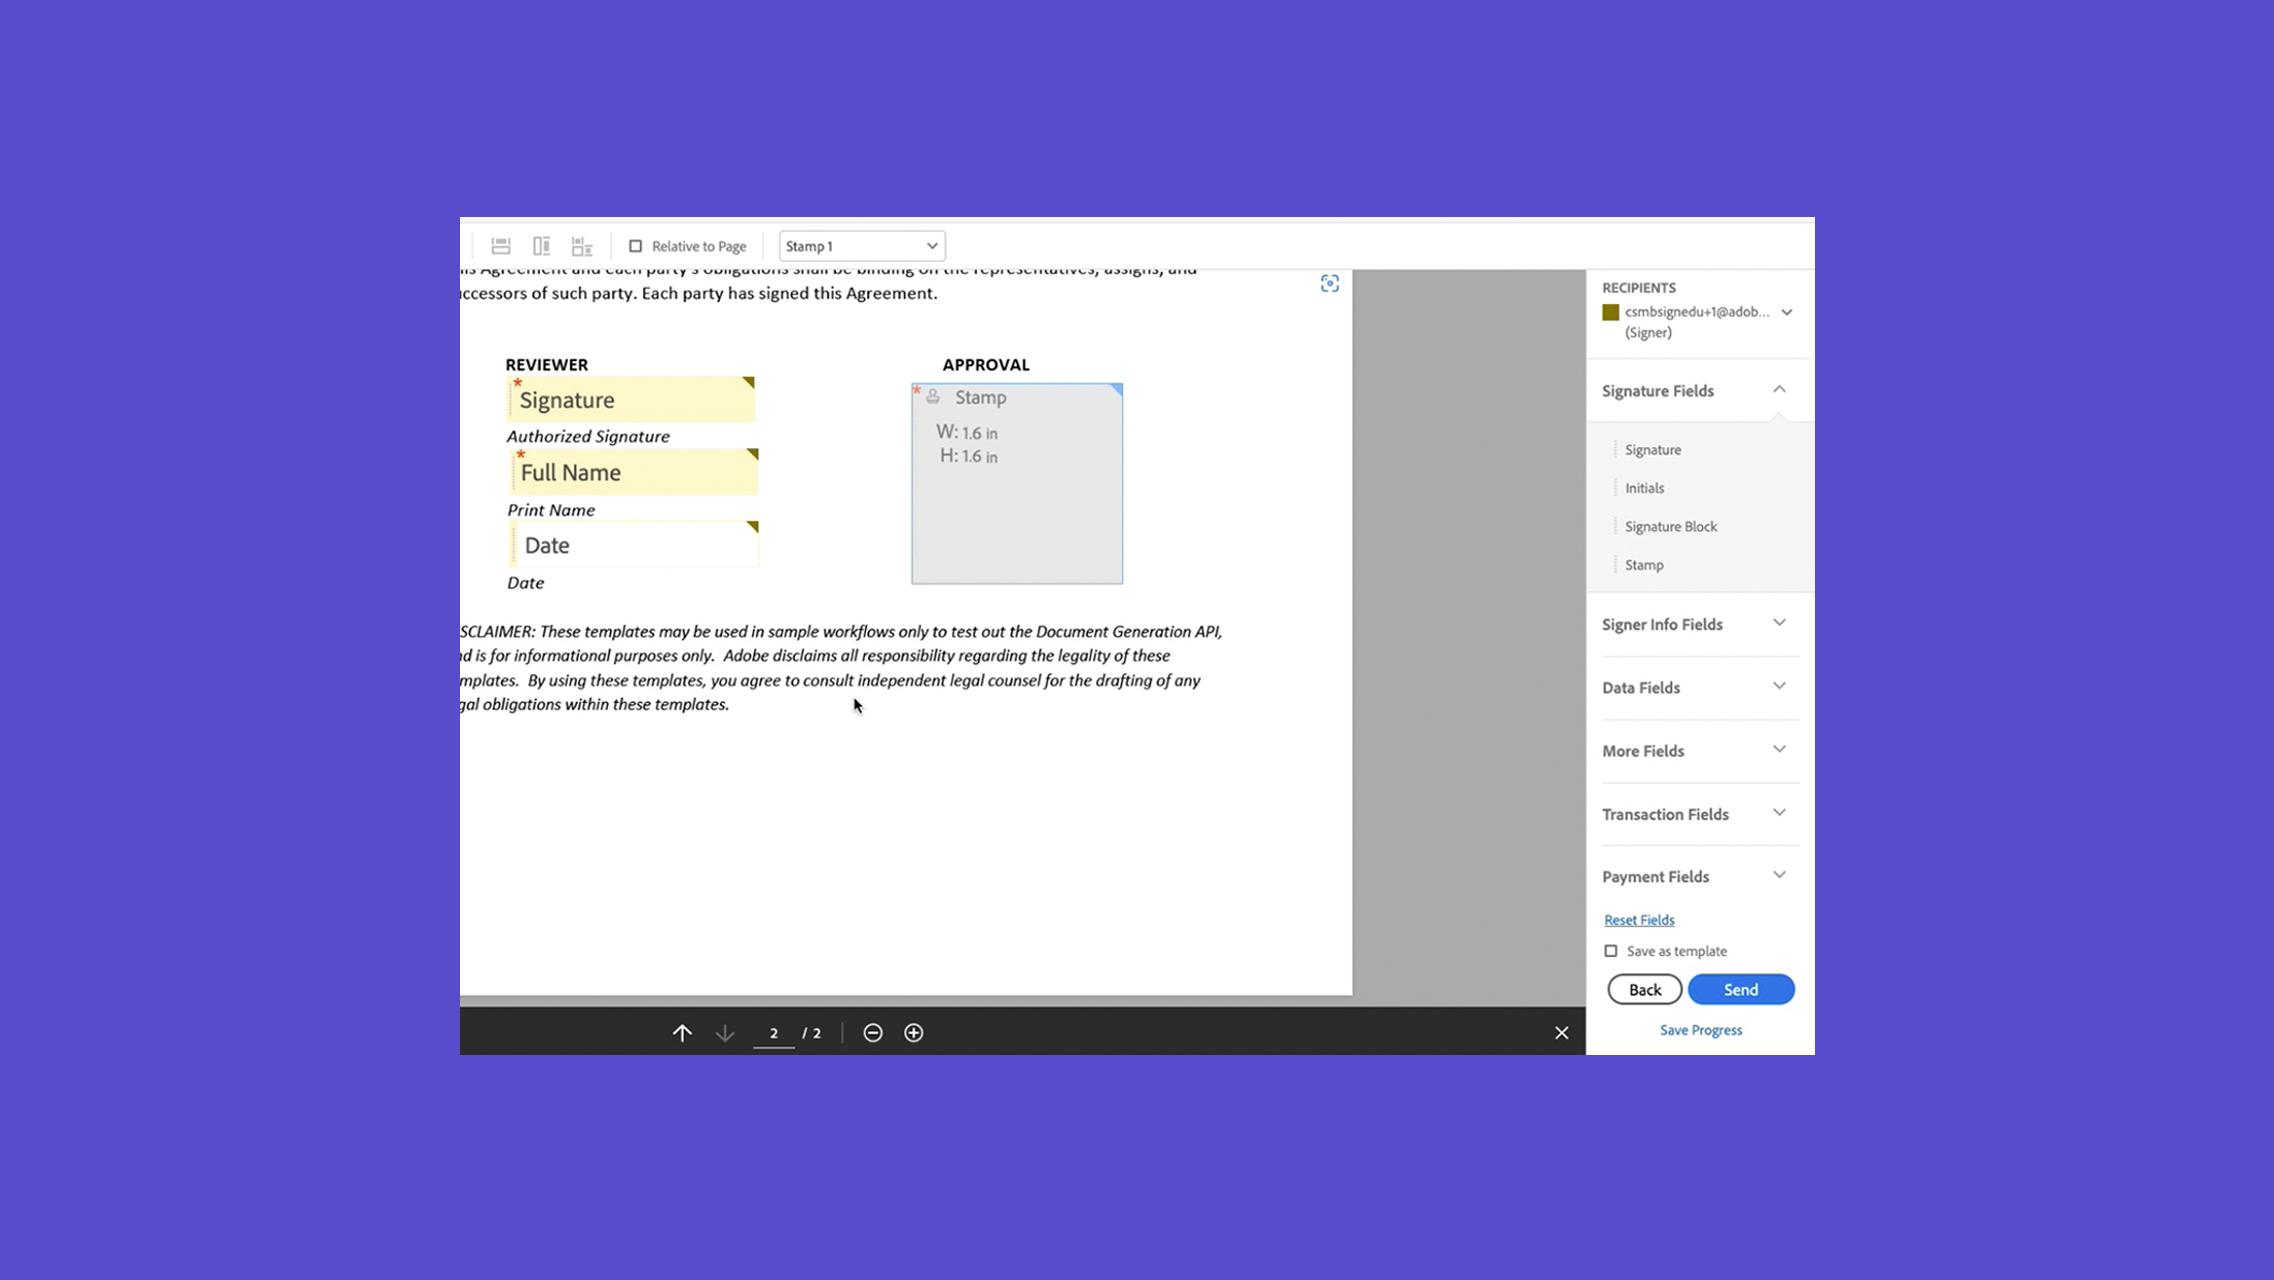 Relative to Page
Stamp 1
is Agreement and each party's obligations shall be binding on the representatives, assigns, and
ccessors of such party. Each party has signed this Agreement.
REVIEWER
* Signature
Authorized Signature
* Full Name
Print Name
Date
Date
APPROVAL
* Stamp
W: 1.6 in
H: 1.6 in
SCLAIMER: These templates may be used in sample workflows only to test out the Document Generation API,
d is for informational purposes only. Adobe disclaims all responsibility regarding the legality of these
mplates. By using these templates, you agree to consult independent legal counsel for the drafting of any
gal obligations within these templates.
2 / 2
RECIPIENTS
csmbsignedu+1@adob...
(Signer)
Signature Fields
Signature
Initials
Signature Block
Stamp
Signer Info Fields
Data Fields
More Fields
Transaction Fields
Payment Fields
Reset Fields
Save as template
Back
Send
Save Progress